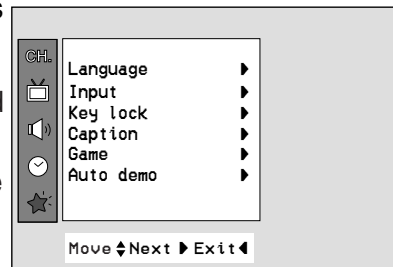 s
CH.
Language
Input
Key lock
Caption
Game
Auto demo
e
Move Next Exit